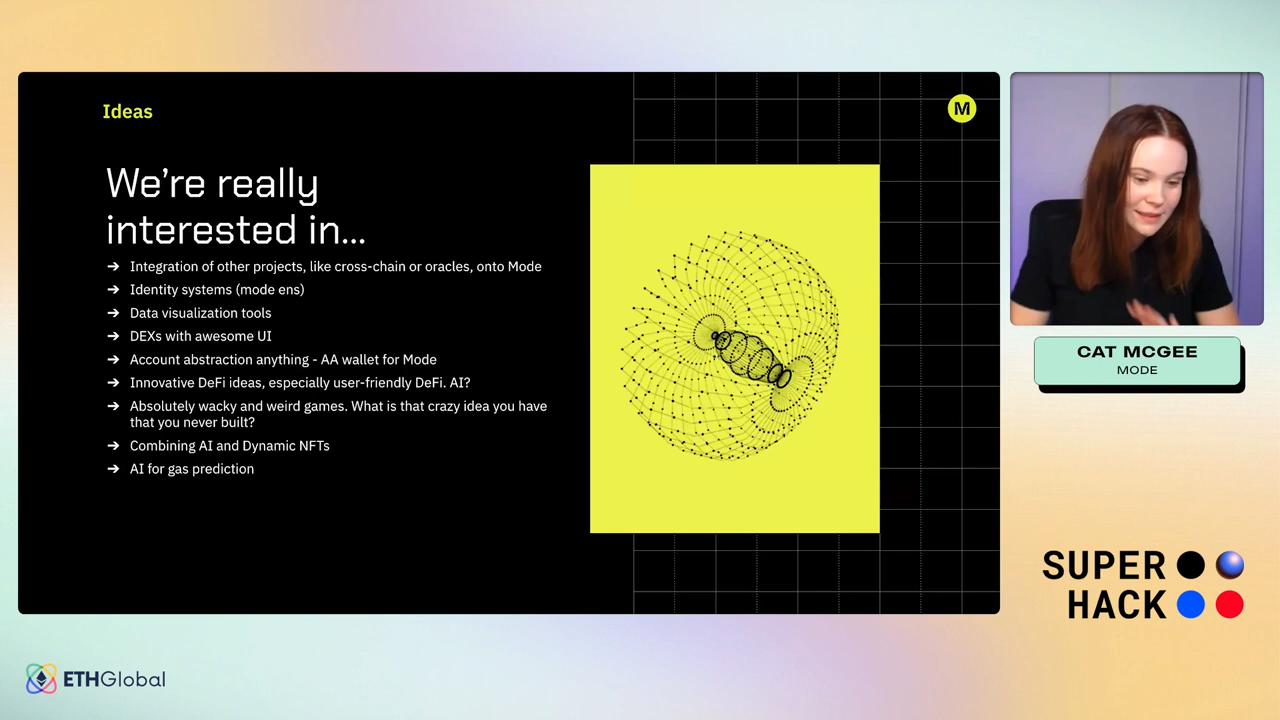 Ideas
M
We're really
interested in...
➔ Integration of other projects, like cross-chain or oracles, onto Mode
➔ Identity systems (mode ens)
➔ Data visualization tools
➔ DEXs with awesome UI
➔ Account abstraction anything - AA wallet for Mode
➔ Innovative DeFi ideas, especially user-friendly DeFi. AI?
➔ Absolutely wacky and weird games. What is that crazy idea you have
that you never built?
➔ Combining AI and Dynamic NFTs
➔ AI for gas prediction
CAT MCGEE
MODE
SUPER
HACK
ETHGlobal